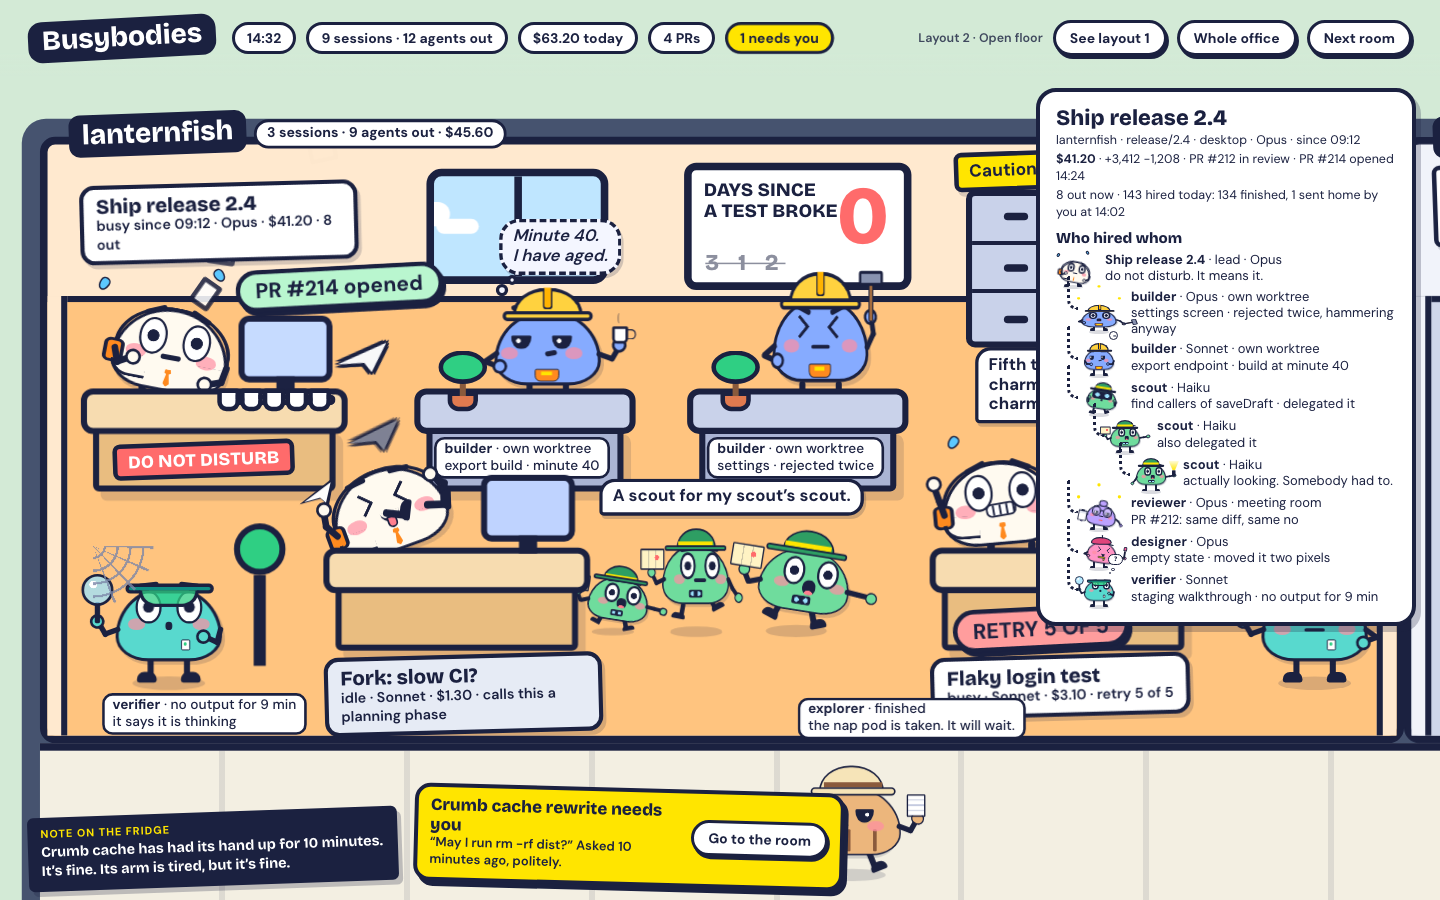 Busybodies
14:32
9 sessions · 12 agents out
$63.20 today
4 PRs
1 needs you
Layout 2 · Open floor
See layout 1
Whole office
Next room
lanternfish
3 sessions · 9 agents out · $45.60
Ship release 2.4
busy since 09:12 · Opus · $41.20 · 8
out
PR #214 opened
Minute 40.
I have aged.
DAYS SINCE
A TEST BROKE
0
3 1 2
Caution
Fifth t
charm
charm
DO NOT DISTURB
builder · own worktree
export build · minute 40
builder · own worktree
settings · rejected twice
A scout for my scout's scout.
RETRY 5 OF 5
Fork: slow CI?
idle · Sonnet · $1.30 · calls this a
planning phase
Flaky login test
busy · Sonnet · $3.10 · retry 5 of 5
verifier · no output for 9 min
it says it is thinking
explorer · finished
the nap pod is taken. It will wait.
Ship release 2.4
lanternfish · release/2.4 · desktop · Opus · since 09:12
$41.20 · +3,412 −1,208 · PR #212 in review · PR #214 opened
14:24
8 out now · 143 hired today: 134 finished, 1 sent home by
you at 14:02
Who hired whom
Ship release 2.4 · lead · Opus
do not disturb. It means it.
builder · Opus · own worktree
settings screen · rejected twice, hammering
anyway
builder · Sonnet · own worktree
export endpoint · build at minute 40
scout · Haiku
find callers of saveDraft · delegated it
scout · Haiku
also delegated it
scout · Haiku
actually looking. Somebody had to.
reviewer · Opus · meeting room
PR #212: same diff, same no
designer · Opus
empty state · moved it two pixels
?
verifier · Sonnet
staging walkthrough · no output for 9 min
NOTE ON THE FRIDGE
Crumb cache has had its hand up for 10 minutes.
It's fine. Its arm is tired, but it's fine.
Crumb cache rewrite needs
you
“May I run rm -rf dist?” Asked 10
minutes ago, politely.
Go to the room